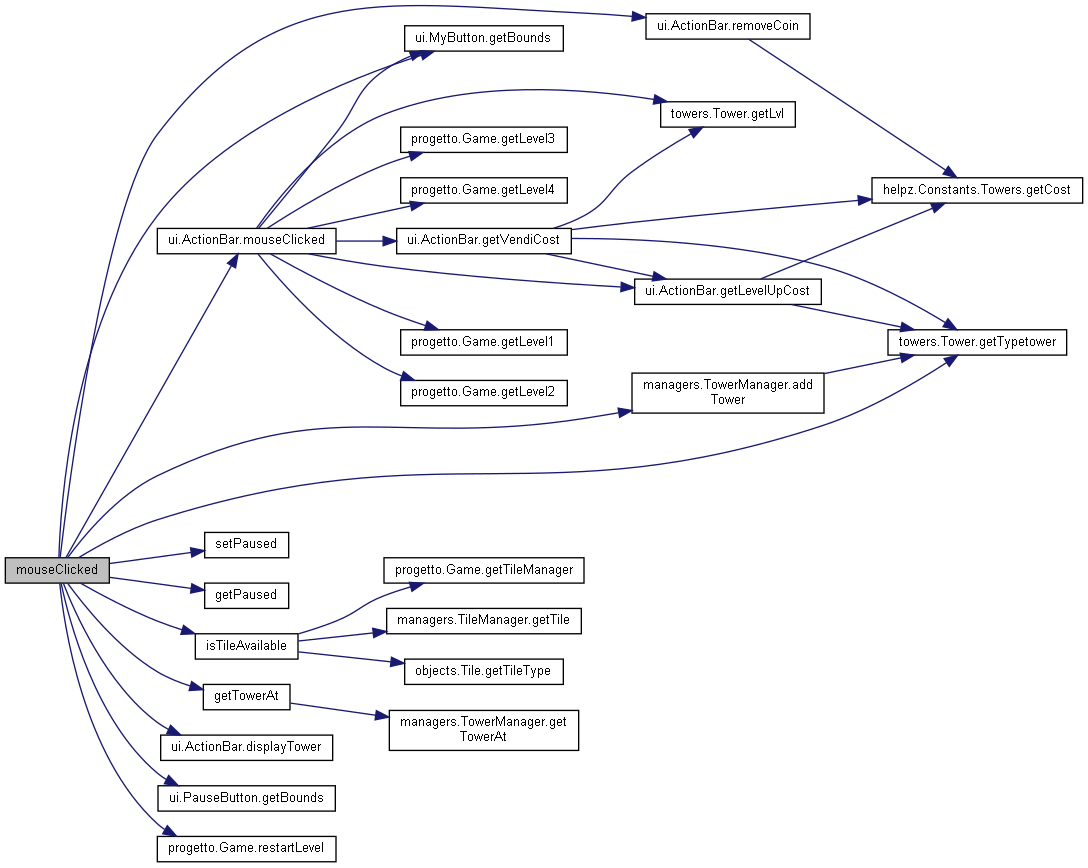 ui.ActionBar.removeCoin
ui.MyButton.getBounds
towers.Tower.getLvl
progetto.Game.getLevel3
progetto.Game.getLevel4
helpz.Constants.Towers.getCost
ui.ActionBar.mouseClicked
ui.ActionBar.getVendiCost
ui.ActionBar.getLevelUpCost
progetto.Game.getLevel1
towers.Tower.getTypetower
progetto.Game.getLevel2
managers.TowerManager.add
Tower
setPaused
mouseClicked
progetto.Game.getTileManager
getPaused
managers.TileManager.getTile
isTileAvailable
objects.Tile.getTileType
getTowerAt
managers.TowerManager.get
TowerAt
ui.ActionBar.displayTower
ui.PauseButton.getBounds
progetto.Game.restartLevel